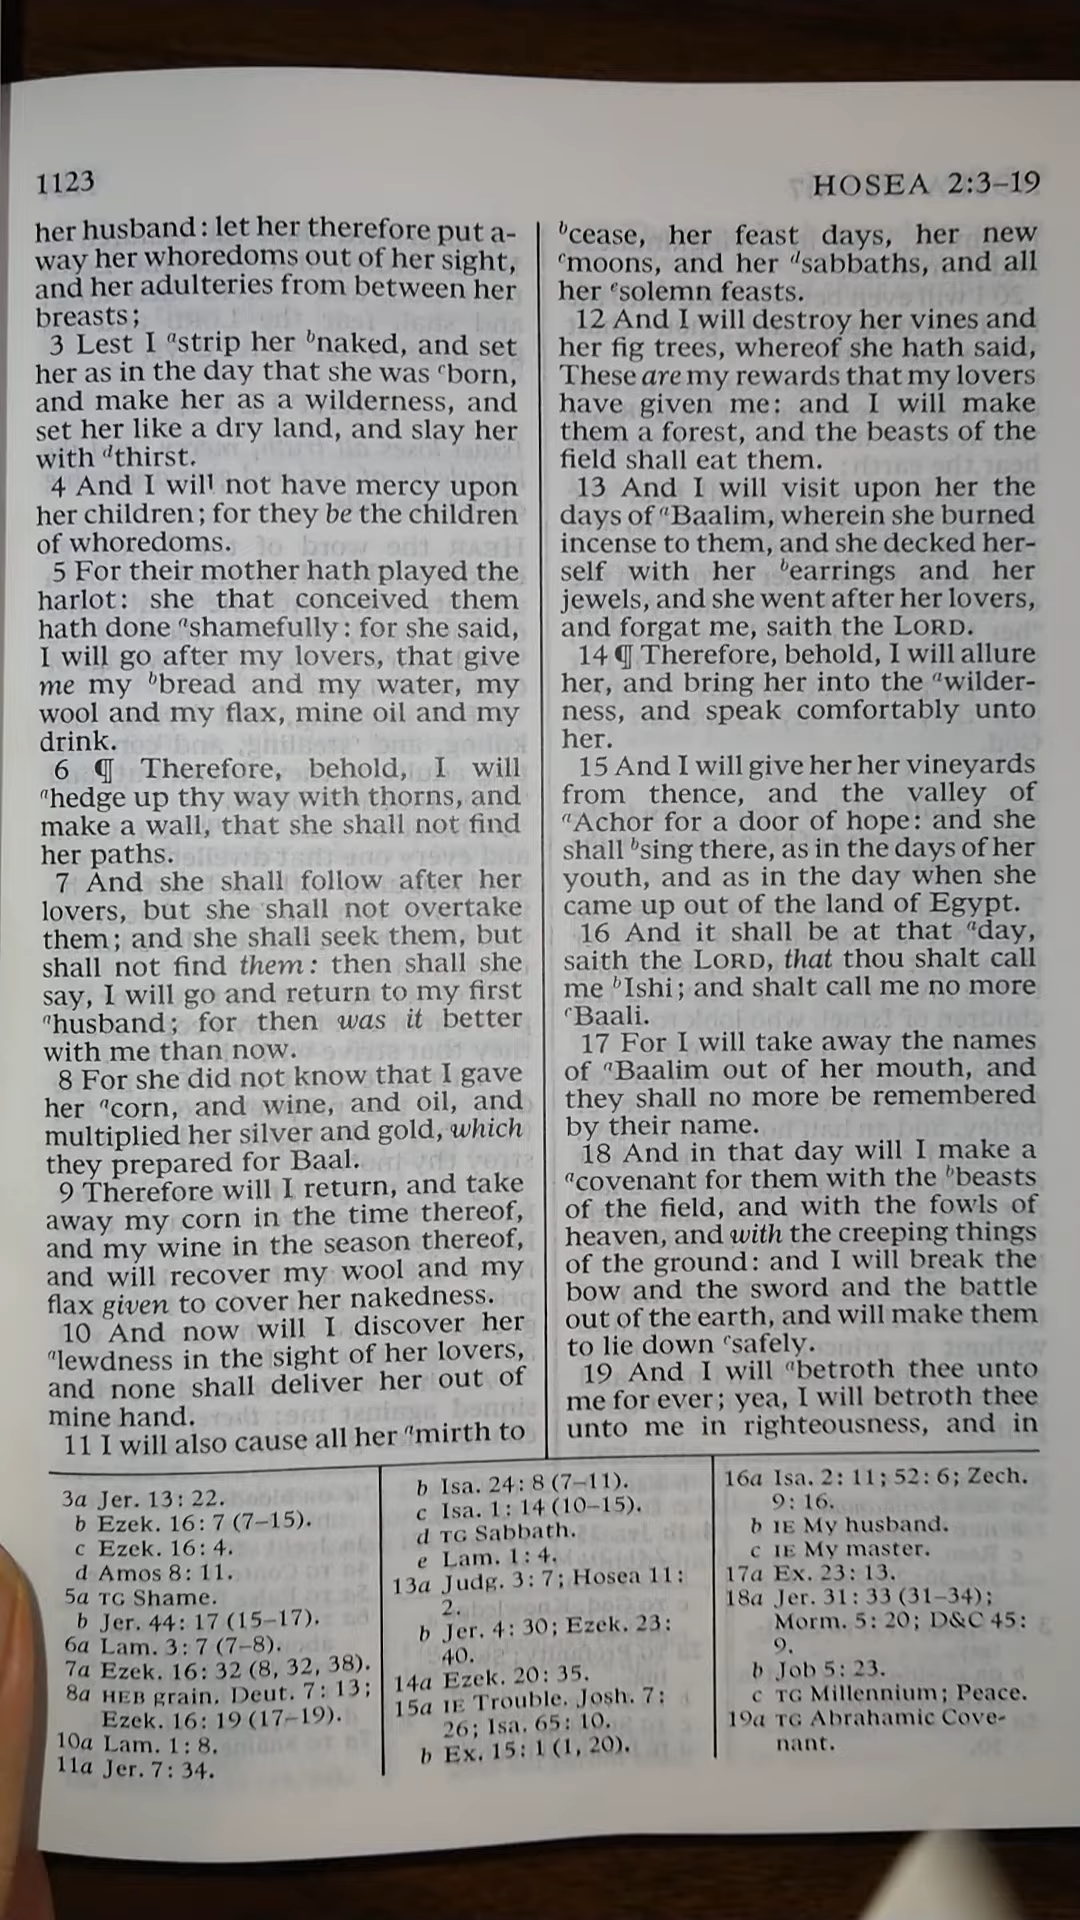 1123
HOSEA 2:3–19
her husband: let her therefore put a-
way her whoredoms out of her sight,
and her adulteries from between her
breasts;
3 Lest I ᵃstrip her ᵇnaked, and set
her as in the day that she was ᶜborn,
and make her as a wilderness, and
set her like a dry land, and slay her
with ᵈthirst.
4 And I will not have mercy upon
her children; for they be the children
of whoredoms.
5 For their mother hath played the
harlot: she that conceived them
hath done ᵃshamefully: for she said,
I will go after my lovers, that give
me my ᵇbread and my water, my
wool and my flax, mine oil and my
drink.
6 ¶ Therefore, behold, I will
ᵃhedge up thy way with thorns, and
make a wall, that she shall not find
her paths.
7 And she shall follow after her
lovers, but she shall not overtake
them; and she shall seek them, but
shall not find them: then shall she
say, I will go and return to my first
ᵃhusband; for then was it better
with me than now.
8 For she did not know that I gave
her ᵃcorn, and wine, and oil, and
multiplied her silver and gold, which
they prepared for Baal.
9 Therefore will I return, and take
away my corn in the time thereof,
and my wine in the season thereof,
and will recover my wool and my
flax given to cover her nakedness.
10 And now will I discover her
ᵃlewdness in the sight of her lovers,
and none shall deliver her out of
mine hand.
11 I will also cause all her ᵃmirth to
ᵇcease, her feast days, her new
ᶜmoons, and her ᵈsabbaths, and all
her ᵉsolemn feasts.
12 And I will destroy her vines and
her fig trees, whereof she hath said,
These are my rewards that my lovers
have given me: and I will make
them a forest, and the beasts of the
field shall eat them.
13 And I will visit upon her the
days of ᵃBaalim, wherein she burned
incense to them, and she decked her-
self with her ᵇearrings and her
jewels, and she went after her lovers,
and forgat me, saith the LORD.
14 ¶ Therefore, behold, I will allure
her, and bring her into the ᵃwilder-
ness, and speak comfortably unto
her.
15 And I will give her her vineyards
from thence, and the valley of
ᵃAchor for a door of hope: and she
shall ᵇsing there, as in the days of her
youth, and as in the day when she
came up out of the land of Egypt.
16 And it shall be at that ᵃday,
saith the LORD, that thou shalt call
me ᵇIshi; and shalt call me no more
ᶜBaali.
17 For I will take away the names
of ᵃBaalim out of her mouth, and
they shall no more be remembered
by their name.
18 And in that day will I make a
ᵃcovenant for them with the ᵇbeasts
of the field, and with the fowls of
heaven, and with the creeping things
of the ground: and I will break the
bow and the sword and the battle
out of the earth, and will make them
to lie down ᶜsafely.
19 And I will ᵃbetroth thee unto
me for ever; yea, I will betroth thee
unto me in righteousness, and in
3a Jer. 13: 22.
b Ezek. 16: 7 (7–15).
c Ezek. 16: 4.
d Amos 8: 11.
5a TG Shame.
b Jer. 44: 17 (15–17).
6a Lam. 3: 7 (7–8).
7a Ezek. 16: 32 (8, 32, 38).
8a HEB grain. Deut. 7: 13;
Ezek. 16: 19 (17–19).
10a Lam. 1: 8.
11a Jer. 7: 34.
b Isa. 24: 8 (7–11).
c Isa. 1: 14 (10–15).
d TG Sabbath.
e Lam. 1: 4.
13a Judg. 3: 7; Hosea 11:
2.
b Jer. 4: 30; Ezek. 23:
40.
14a Ezek. 20: 35.
15a IE Trouble. Josh. 7:
26; Isa. 65: 10.
b Ex. 15: 1 (1, 20).
16a Isa. 2: 11; 52: 6; Zech.
9: 16.
b IE My husband.
c IE My master.
17a Ex. 23: 13.
18a Jer. 31: 33 (31–34);
Morm. 5: 20; D&C 45:
9.
b Job 5: 23.
c TG Millennium; Peace.
19a TG Abrahamic Cove-
nant.